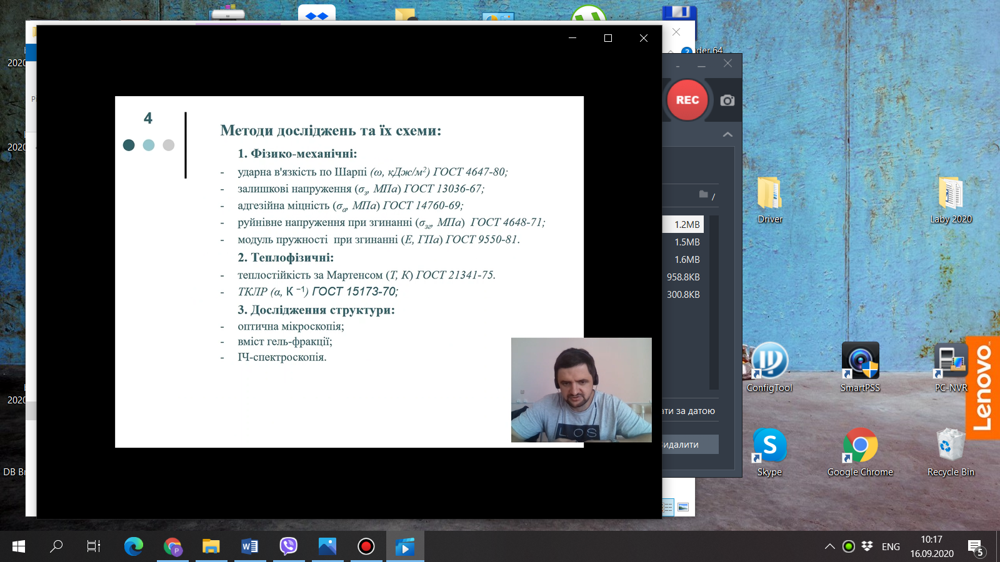 4
Методи досліджень та їх схеми:
1. Фізико-механічні:
- ударна в'язкість по Шарпі (ω, кДж/м²) ГОСТ 4647-80;
- залишкові напруження (σз, МПа) ГОСТ 13036-67;
- адгезійна міцність (σа, МПа) ГОСТ 14760-69;
- руйнівне напруження при згинанні (σзг, МПа) ГОСТ 4648-71;
- модуль пружності при згинанні (Е, ГПа) ГОСТ 9550-81.
2. Теплофізичні:
- теплостійкість за Мартенсом (Т, К) ГОСТ 21341-75.
- ТКЛР (α, К ⁻¹) ГОСТ 15173-70;
3. Дослідження структури:
- оптична мікроскопія;
- вміст гель-фракції;
- ІЧ-спектроскопія.
LOS
2020
2020
2020
DB Br
der 64
REC
/
1.2MB
1.5MB
1.6MB
958.8KB
300.8KB
ати за датою
идалити
Driver
Laby 2020
ConfigTool
SmartPSS
PC-NVR
Lenovo
Skype
Google Chrome
Recycle Bin
ENG
10:17
16.09.2020
5